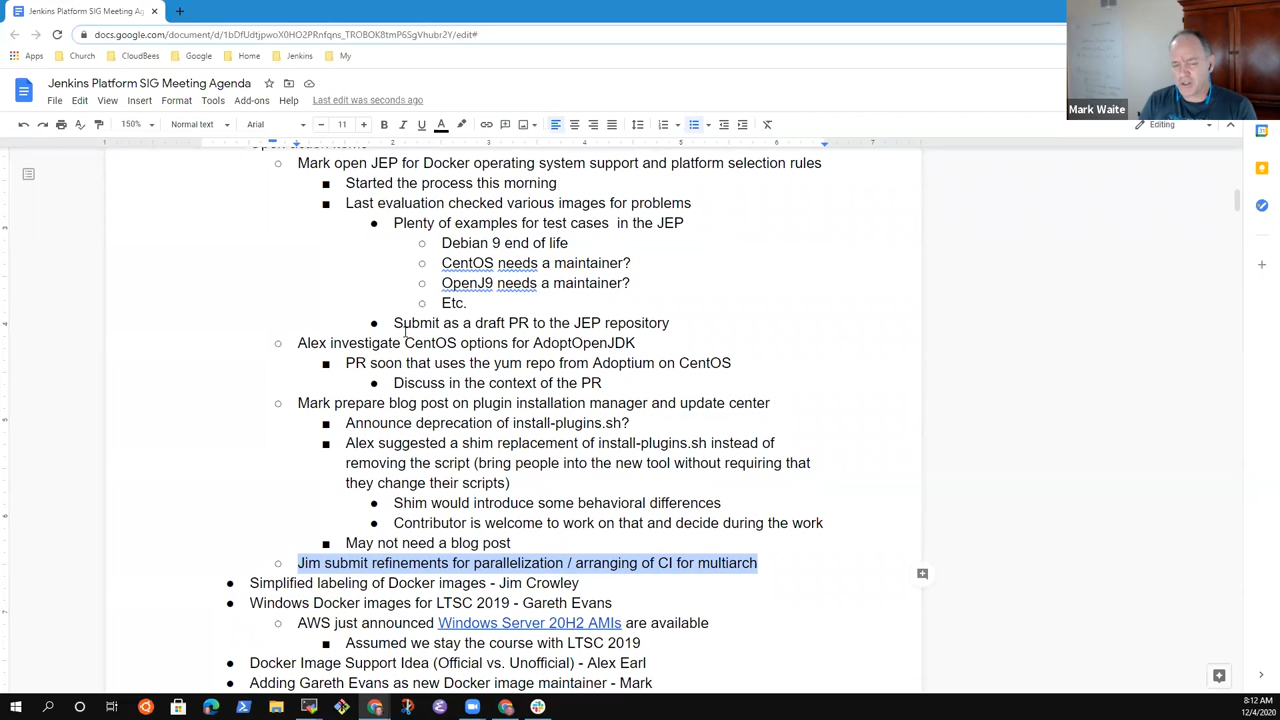 Jenkins Platform SIG Meeting Ag
docs.google.com/document/d/1bDfUdtjpwoX0HO2PRnfqns_TROBOK8tmP6SgVhubr2Y/edit#
Apps Church CloudBees Google Home Jenkins My
Jenkins Platform SIG Meeting Agenda
File Edit View Insert Format Tools Add-ons Help Last edit was seconds ago
150% Normal text Arial 11 Editing
Mark Waite
1 2 3 4 5 6 7
Mark open JEP for Docker operating system support and platform selection rules
Started the process this morning
Last evaluation checked various images for problems
Plenty of examples for test cases in the JEP
Debian 9 end of life
CentOS needs a maintainer?
OpenJ9 needs a maintainer?
Etc.
Submit as a draft PR to the JEP repository
Alex investigate CentOS options for AdoptOpenJDK
PR soon that uses the yum repo from Adoptium on CentOS
Discuss in the context of the PR
Mark prepare blog post on plugin installation manager and update center
Announce deprecation of install-plugins.sh?
Alex suggested a shim replacement of install-plugins.sh instead of
removing the script (bring people into the new tool without requiring that
they change their scripts)
Shim would introduce some behavioral differences
Contributor is welcome to work on that and decide during the work
May not need a blog post
Jim submit refinements for parallelization / arranging of CI for multiarch
Simplified labeling of Docker images - Jim Crowley
Windows Docker images for LTSC 2019 - Gareth Evans
AWS just announced Windows Server 20H2 AMIs are available
Assumed we stay the course with LTSC 2019
Docker Image Support Idea (Official vs. Unofficial) - Alex Earl
Adding Gareth Evans as new Docker image maintainer - Mark
8:12 AM
12/4/2020